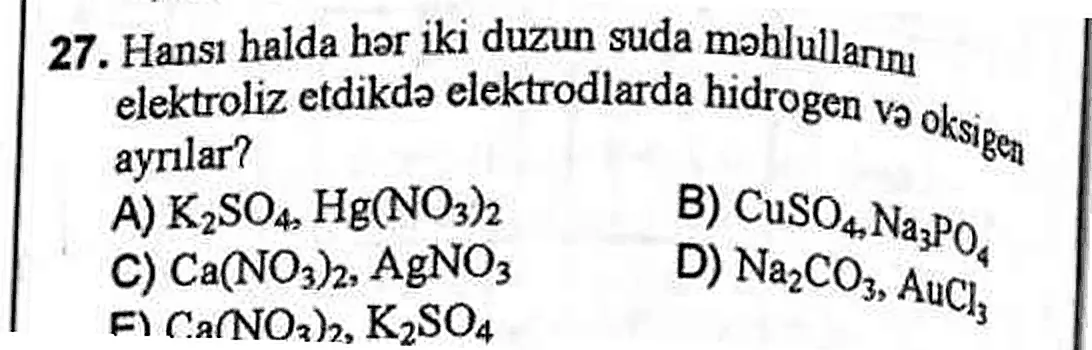 27. Hansı halda hər iki duzun suda məhlullarını
elektroliz etdikdə elektrodlarda hidrogen və oksigen
ayrılar?
A) K₂SO₄, Hg(NO₃)₂ B) CuSO₄, Na₃PO₄
C) Ca(NO₃)₂, AgNO₃ D) Na₂CO₃, AuCl₃
E) Ca(NO₃)₂, K₂SO₄